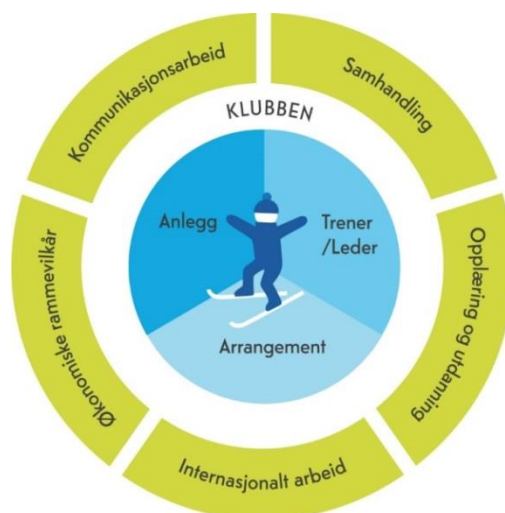 Kommunikasjonsarbeid
Samhandling
KLUBBEN
Anlegg
Trener
/Leder
Arrangement
Økonomiske rammevilkår
Opplæring og utdanning
Internasjonalt arbeid